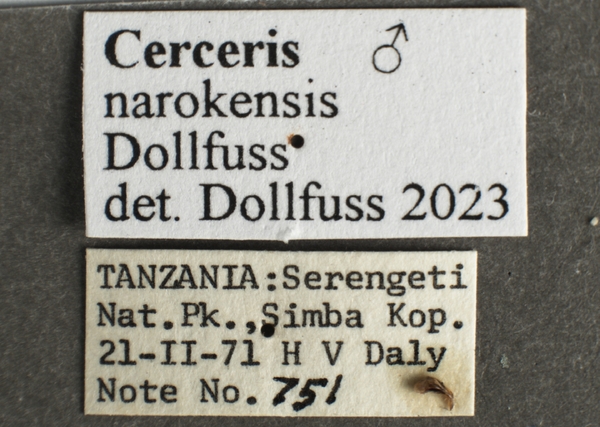 Cerceris ♂
narokensis
Dollfuss
det. Dollfuss 2023
TANZANIA:Serengeti
Nat.Pk.,Simba Kop.
21-II-71 H V Daly
Note No. 751